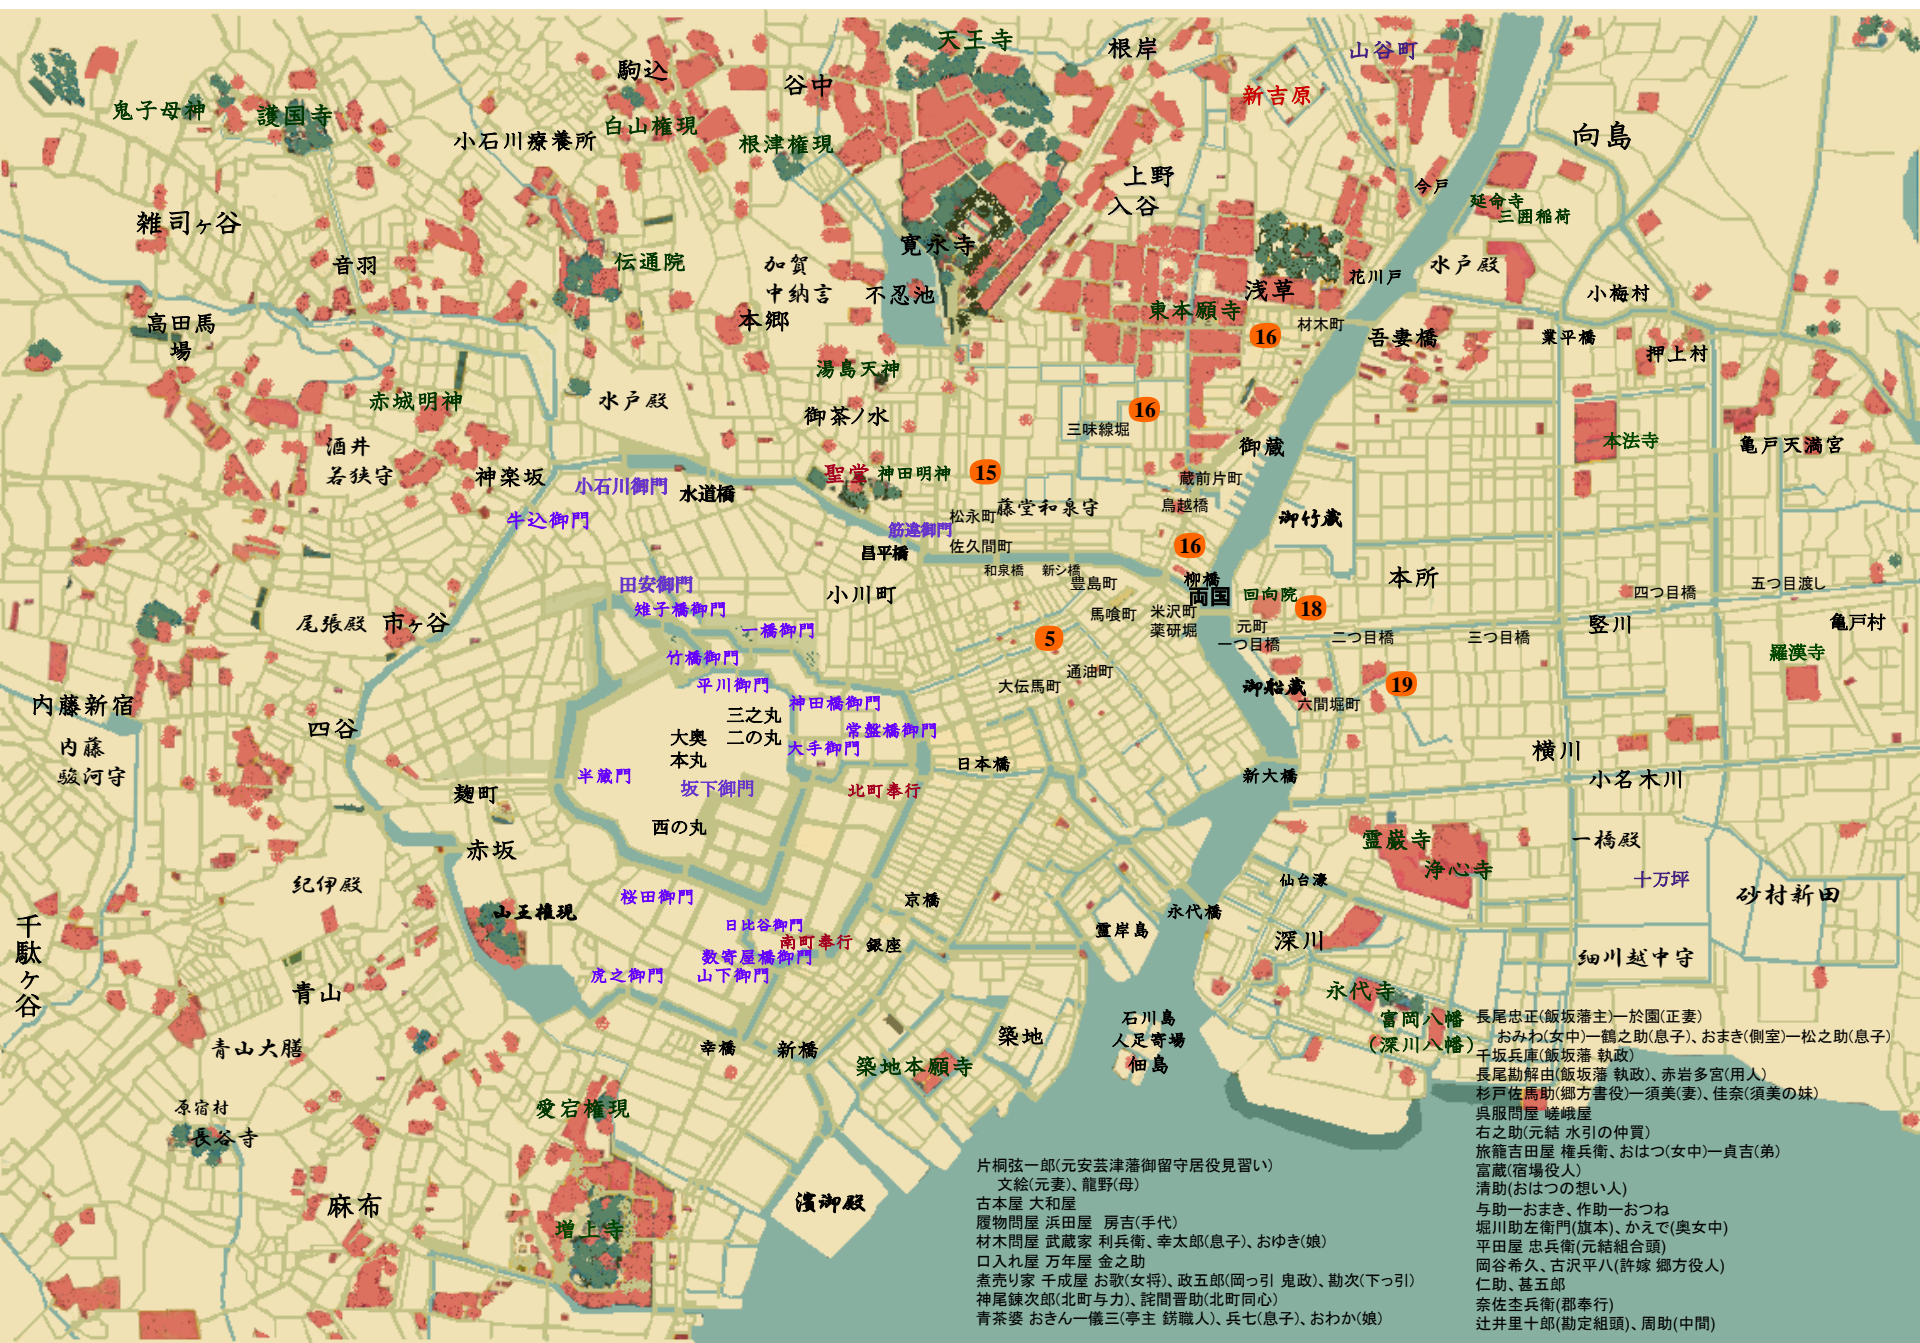 天王寺
根岸
山谷町
駒込
谷中
新吉原
鬼子母神
護国寺
白山権現
小石川療養所
根津権現
向島
上野
入谷
今戸
延命寺
三囲稲荷
雑司ヶ谷
音羽
伝通院
加賀
中納言
寛永寺
不忍池
本郷
浅草
花川戸
水戸殿
小梅村
東本願寺
16
材木町
吾妻橋
業平橋
押上村
高田馬
場
湯島天神
赤城明神
水戸殿
御茶ノ水
16
三味線堀
御蔵
本法寺
亀戸天満宮
酒井
若狭守
神楽坂
小石川御門
水道橋
聖堂
神田明神
15
蔵前片町
鳥越橋
牛込御門
松永町
藤堂和泉守
御竹蔵
筋違御門
昌平橋
佐久間町
16
和泉橋
新シ橋
豊島町
柳橋
両国
回向院
18
本所
四つ目橋
五つ目渡し
田安御門
雉子橋御門
小川町
馬喰町
米沢町
薬研堀
元町
一つ目橋
二つ目橋
三つ目橋
竪川
亀戸村
尾張殿
市ヶ谷
一橋御門
5
竹橋御門
通油町
大伝馬町
羅漢寺
平川御門
御船蔵
19
六間堀町
内藤新宿
内藤
駿河守
四谷
神田橋御門
三之丸
二の丸
大奥
本丸
常盤橋御門
大手御門
日本橋
新大橋
横川
小名木川
半蔵門
坂下御門
北町奉行
麹町
西の丸
赤坂
霊巌寺
浄心寺
一橋殿
十万坪
砂村新田
紀伊殿
仙台濠
桜田御門
京橋
永代橋
霊岸島
深川
山王権現
日比谷御門
南町奉行
銀座
数寄屋橋御門
虎之御門
山下御門
細川越中守
千駄ヶ谷
青山
永代寺
富岡八幡
(深川八幡)
石川島
人足寄場
佃島
築地
青山大膳
幸橋
新橋
築地本願寺
愛宕権現
原宿村
長谷寺
麻布
増上寺
濱御殿
片桐弦一郎(元安芸津藩御留守居役見習い)
文絵(元妻)、龍野(母)
古本屋 大和屋
履物問屋 浜田屋 房吉(手代)
材木問屋 武蔵家 利兵衛、幸太郎(息子)、おゆき(娘)
口入れ屋 万年屋 金之助
煮売り家 千成屋 お歌(女将)、政五郎(岡っ引 鬼政)、勘次(下っ引)
神尾錬次郎(北町与力)、詫間晋助(北町同心)
青茶婆 おきん―儀三(亭主 錺職人)、兵七(息子)、おわか(娘)
長尾忠正(飯坂藩主)―於園(正妻)
おみわ(女中)―鶴之助(息子)、おまき(側室)―松之助(息子)
千坂兵庫(飯坂藩 執政)
長尾勘解由(飯坂藩 執政)、赤岩多宮(用人)
杉戸佐馬助(郷方書役)―須美(妻)、佳奈(須美の妹)
呉服問屋 嵯峨屋
右之助(元結 水引の仲買)
旅籠吉田屋 権兵衛、おはつ(女中)―貞吉(弟)
富蔵(宿場役人)
清助(おはつの想い人)
与助―おまき、作助―おつね
堀川助左衛門(旗本)、かえで(奥女中)
平田屋 忠兵衛(元結組合頭)
岡谷希久、古沢平八(許嫁 郷方役人)
仁助、甚五郎
奈佐杢兵衛(郡奉行)
辻井里十郎(勘定組頭)、周助(中間)